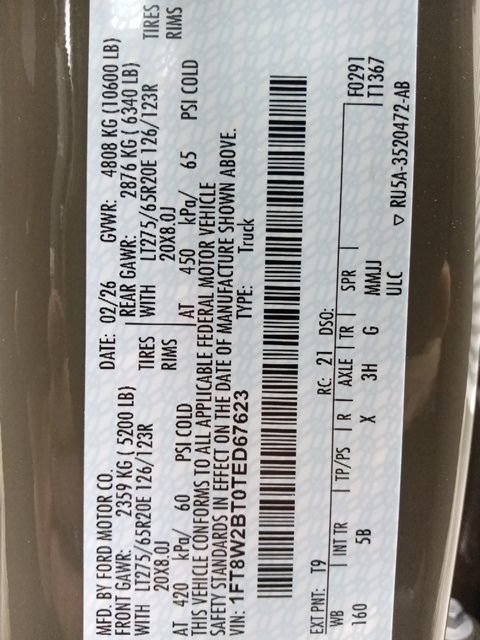 MFD. BY FORD MOTOR CO.
DATE: 02/26 GVWR: 4808 KG (10600 LB)
FRONT GAWR: 2359 KG ( 5200 LB) REAR GAWR: 2876 KG ( 6340 LB)
WITH LT275/65R20E 126/123R TIRES WITH LT275/65R20E 126/123R TIRES
20X8.0J RIMS 20X8.0J RIMS
AT 420 kPa/ 60 PSI COLD AT 450 kPa/ 65 PSI COLD
THIS VEHICLE CONFORMS TO ALL APPLICABLE FEDERAL MOTOR VEHICLE
SAFETY STANDARDS IN EFFECT ON THE DATE OF MANUFACTURE SHOWN ABOVE.
VIN: 1FT8W2BT0TED67623 TYPE: Truck
F0291
T1367
EXT PNT: T9 RC: 21 DSO:
WB | INT TR | TP/PS | R | AXLE | TR | SPR
160 5B X 3H G MMJJ
ULC
▽ RU5A-3520472-AB